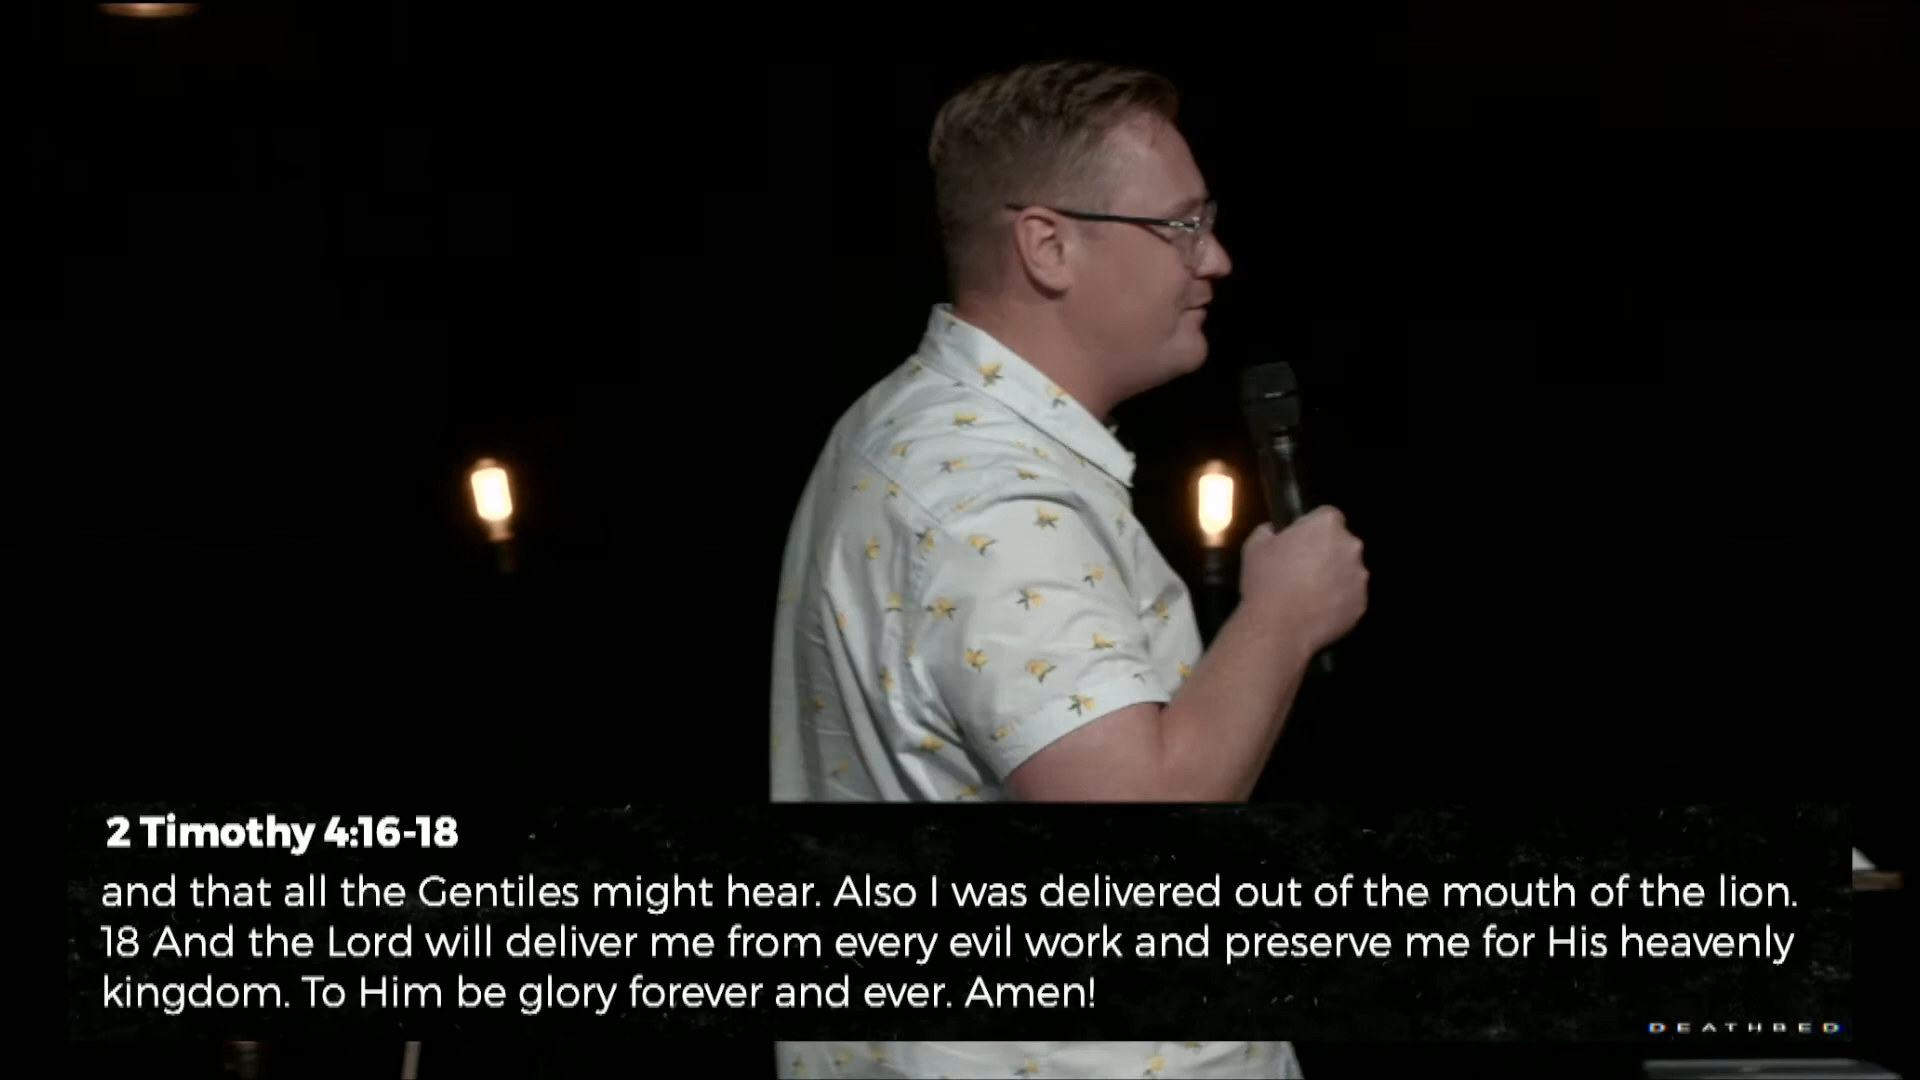 2 Timothy 4:16-18
and that all the Gentiles might hear. Also I was delivered out of the mouth of the lion.
18 And the Lord will deliver me from every evil work and preserve me for His heavenly
kingdom. To Him be glory forever and ever. Amen!
DEATHBED